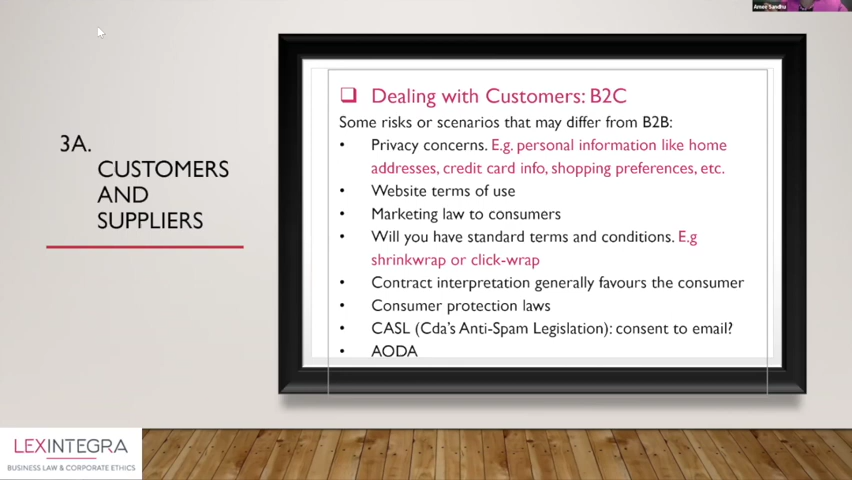 Amee Sandhu
3A.
CUSTOMERS
AND
SUPPLIERS
❑ Dealing with Customers: B2C
Some risks or scenarios that may differ from B2B:
• Privacy concerns. E.g. personal information like home
addresses, credit card info, shopping preferences, etc.
• Website terms of use
• Marketing law to consumers
• Will you have standard terms and conditions. E.g
shrinkwrap or click-wrap
• Contract interpretation generally favours the consumer
• Consumer protection laws
• CASL (Cda's Anti-Spam Legislation): consent to email?
• AODA
LEXINTEGRA
BUSINESS LAW & CORPORATE ETHICS